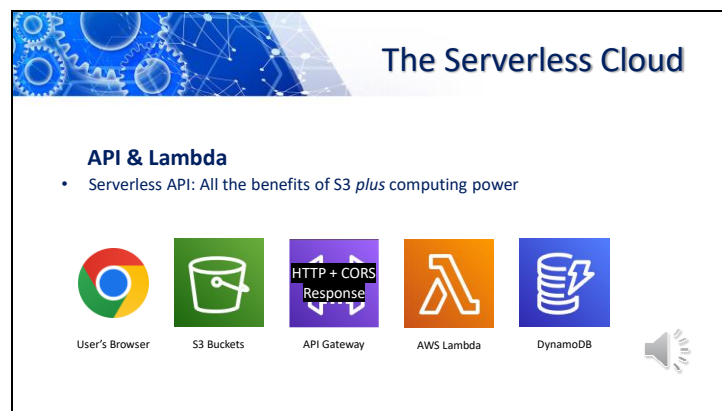 The Serverless Cloud
API & Lambda
• Serverless API: All the benefits of S3 plus computing power
HTTP + CORS
Response
User's Browser
S3 Buckets
API Gateway
AWS Lambda
DynamoDB